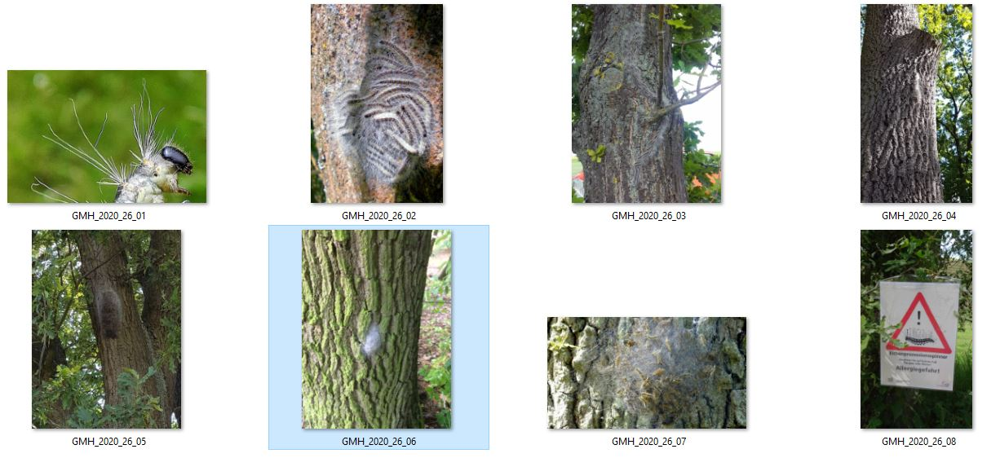 GMH_2020_26_01
GMH_2020_26_02
GMH_2020_26_03
GMH_2020_26_04
GMH_2020_26_05
GMH_2020_26_06
GMH_2020_26_07
Eichenprozessionsspinner
Allergiegefahr!
GMH_2020_26_08